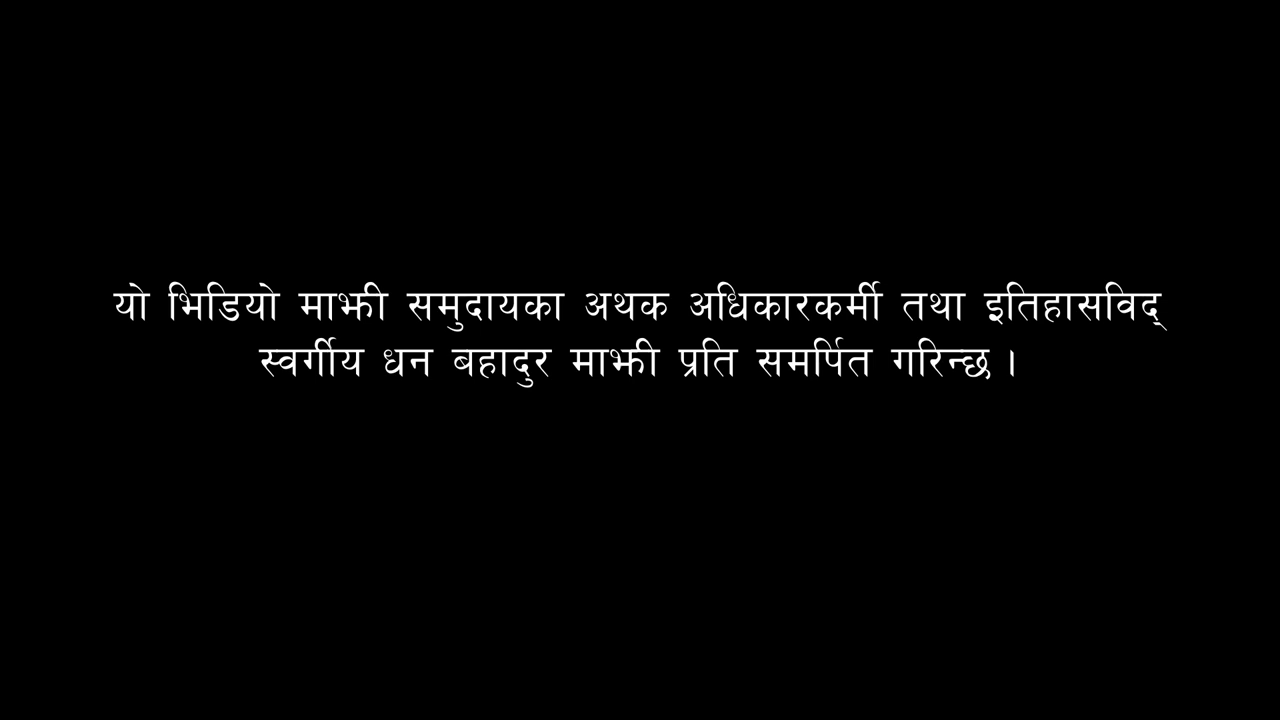 यो भिडियो माझी समुदायका अथक अधिकारकर्मी तथा इतिहासविद्
स्वर्गीय धन बहादुर माझी प्रति समर्पित गरिन्छ ।